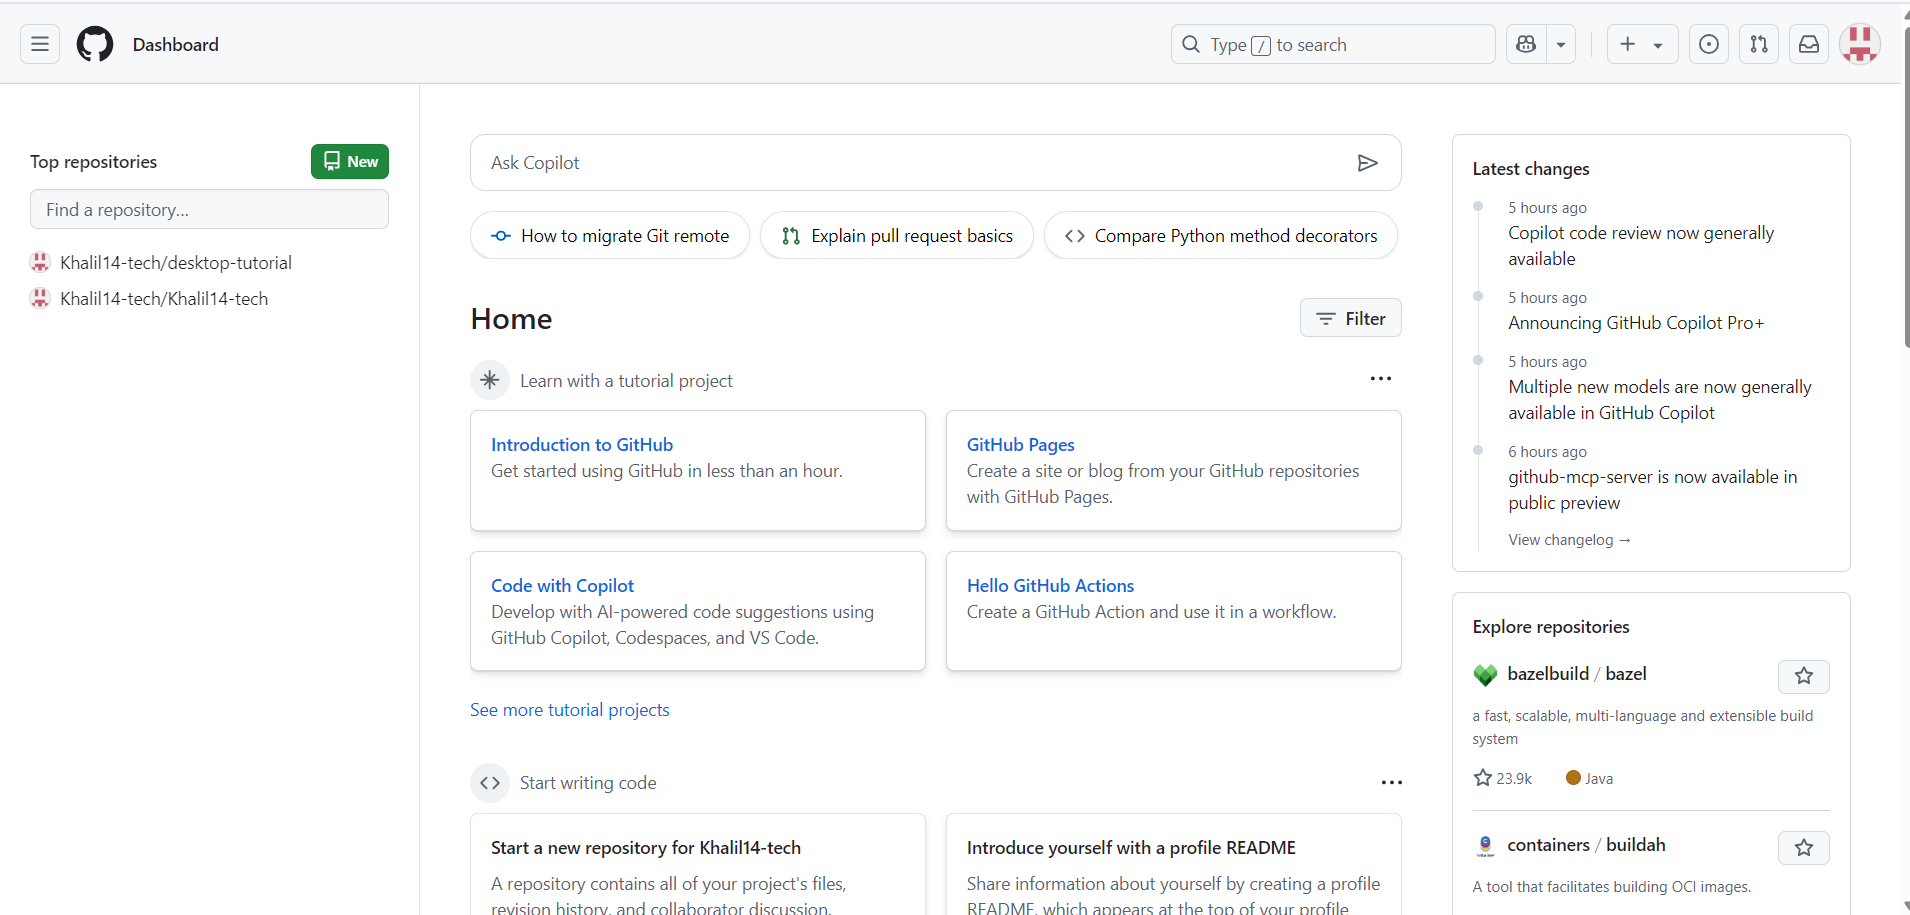 Dashboard
Type / to search
Top repositories
New
Find a repository...
Khalil14-tech/desktop-tutorial
Khalil14-tech/Khalil14-tech
Ask Copilot
How to migrate Git remote
Explain pull request basics
Compare Python method decorators
Home
Filter
Learn with a tutorial project
Introduction to GitHub
Get started using GitHub in less than an hour.
GitHub Pages
Create a site or blog from your GitHub repositories
with GitHub Pages.
Code with Copilot
Develop with AI-powered code suggestions using
GitHub Copilot, Codespaces, and VS Code.
Hello GitHub Actions
Create a GitHub Action and use it in a workflow.
See more tutorial projects
Start writing code
Start a new repository for Khalil14-tech
A repository contains all of your project's files,
revision history, and collaborator discussion.
Introduce yourself with a profile README
Share information about yourself by creating a profile
README, which appears at the top of your profile
Latest changes
5 hours ago
Copilot code review now generally
available
5 hours ago
Announcing GitHub Copilot Pro+
5 hours ago
Multiple new models are now generally
available in GitHub Copilot
6 hours ago
github-mcp-server is now available in
public preview
View changelog →
Explore repositories
bazelbuild / bazel
a fast, scalable, multi-language and extensible build
system
23.9k
Java
containers / buildah
A tool that facilitates building OCI images.